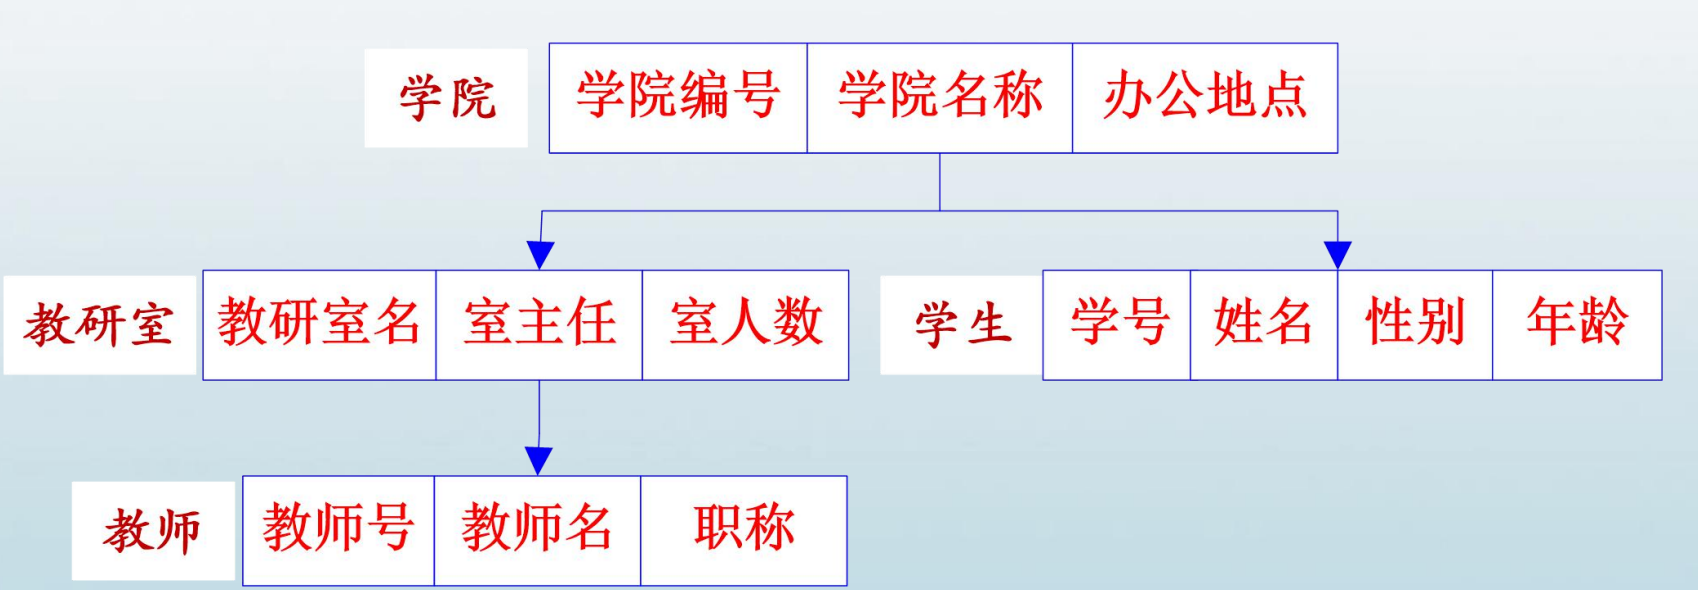 学院 学院编号 学院名称 办公地点
教研室 教研室名 室主任 室人数 学生 学号 姓名 性别 年龄
教师 教师号 教师名 职称